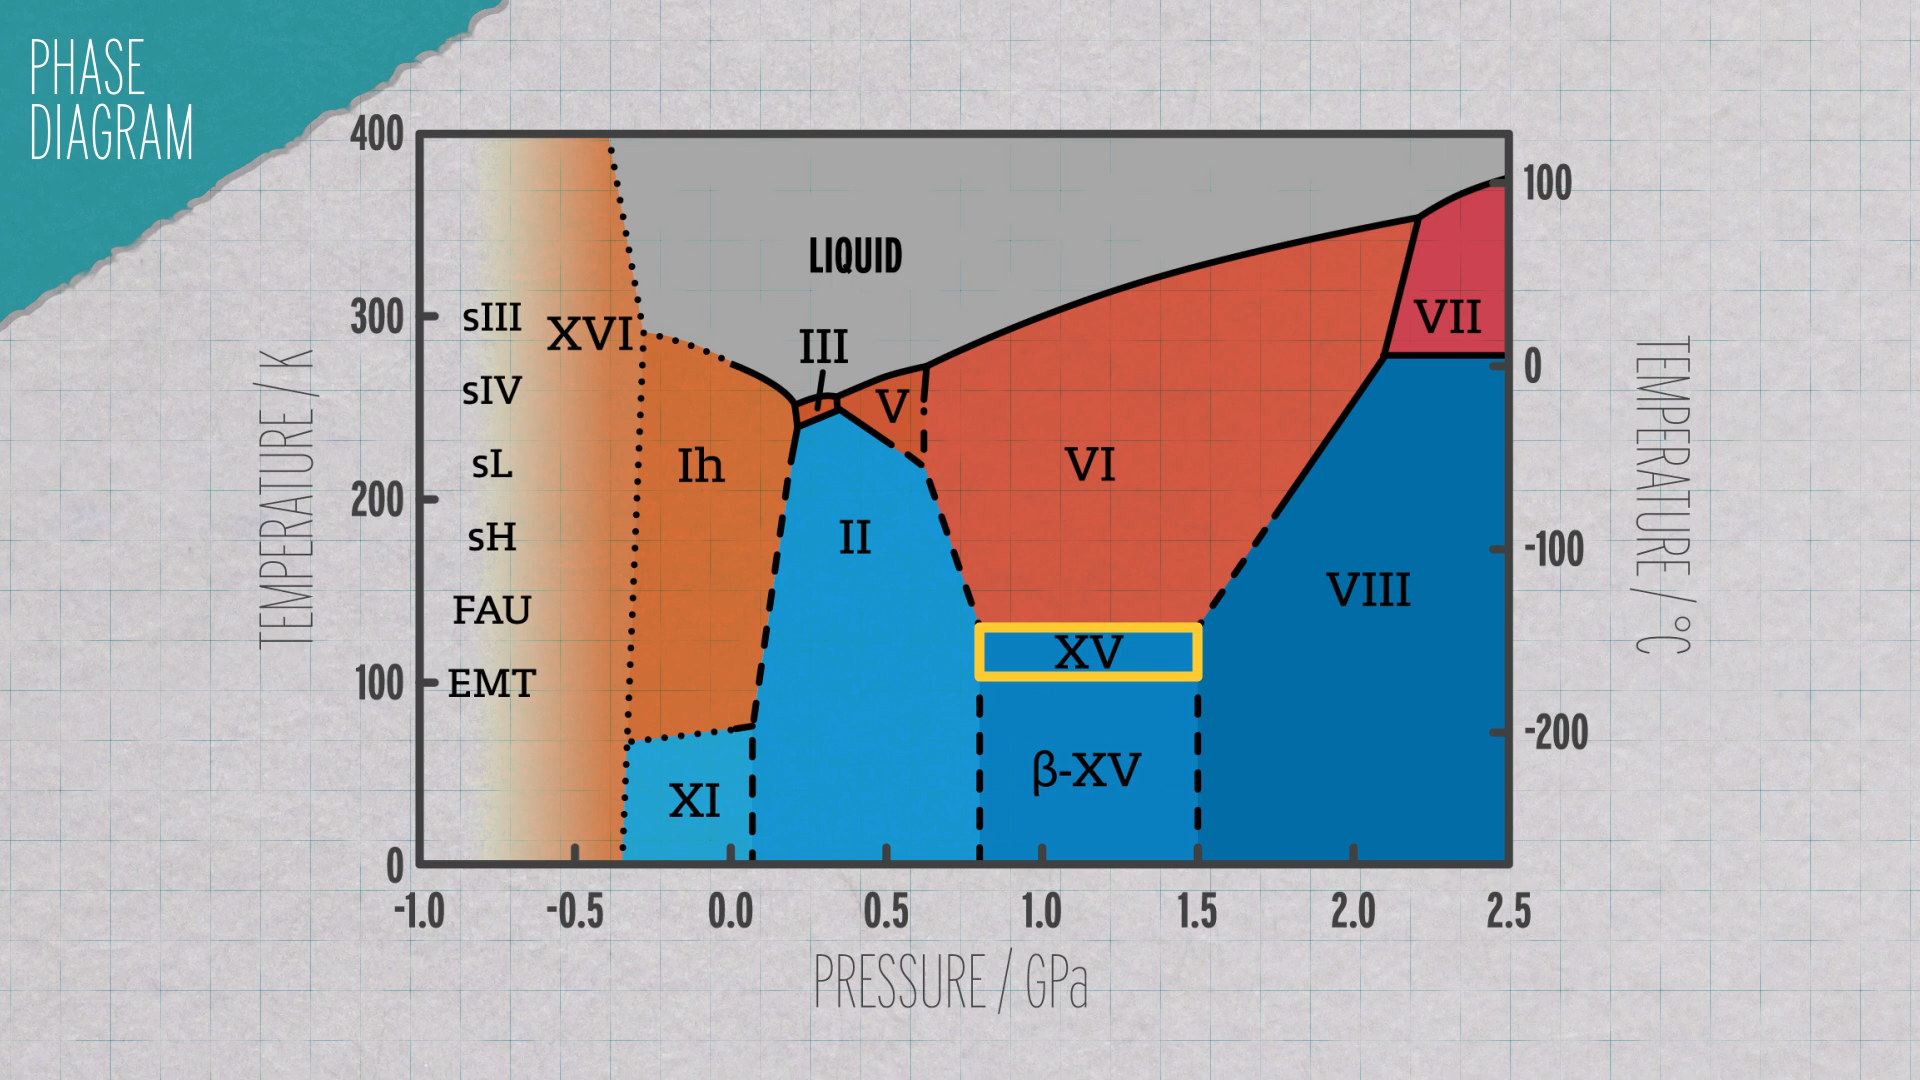 PHASE
DIAGRAM
400
300
200
100
0
TEMPERATURE / K
sIII
sIV
sL
sH
FAU
EMT
XVI
LIQUID
III
V
Ih
II
VI
VII
VIII
XV
β-XV
XI
100
0
-100
-200
TEMPERATURE / °C
-1.0 -0.5 0.0 0.5 1.0 1.5 2.0 2.5
PRESSURE / GPa